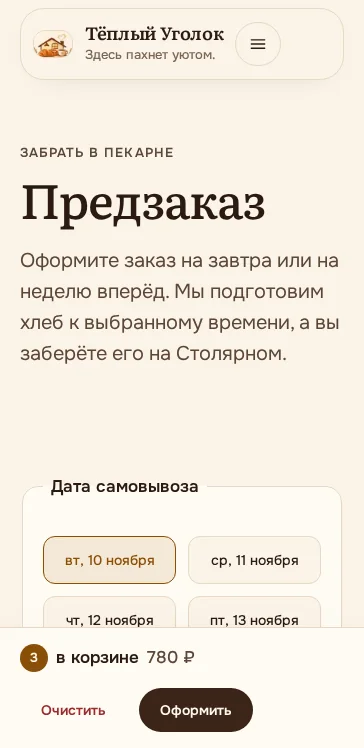 Тёплый Уголок
Здесь пахнет уютом.
ЗАБРАТЬ В ПЕКАРНЕ
Предзаказ
Оформите заказ на завтра или на
неделю вперёд. Мы подготовим
хлеб к выбранному времени, а вы
заберёте его на Столярном.
Дата самовывоза
вт, 10 ноября
ср, 11 ноября
чт, 12 ноября
пт, 13 ноября
3 в корзине 780 ₽
Очистить
Оформить